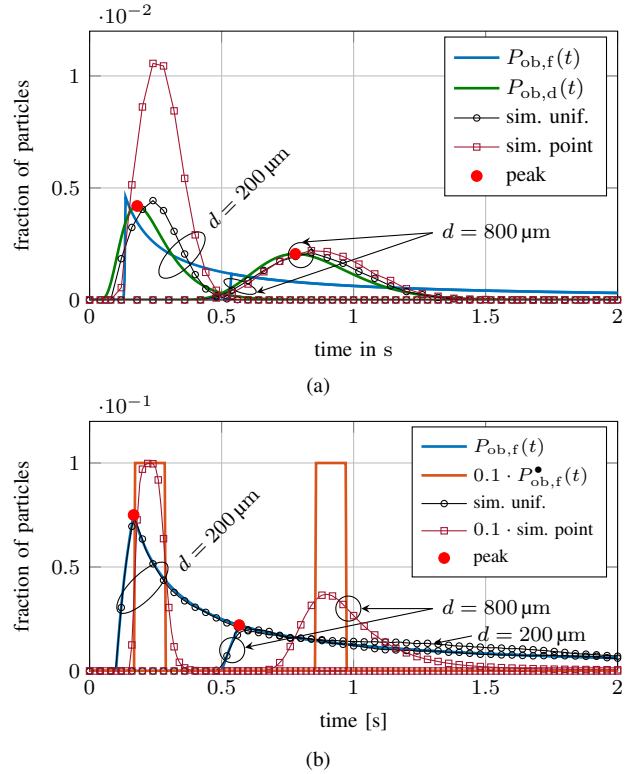 ·10⁻²
1
0.5
0
0 0.5 1 1.5 2
fraction of particles
time in s
P_ob,f(t)
P_ob,d(t)
sim. unif.
sim. point
peak
d = 200 µm
d = 800 µm
(a)
·10⁻¹
1
0.5
0
0 0.5 1 1.5 2
fraction of particles
time [s]
P_ob,f(t)
0.1 · P•_ob,f(t)
sim. unif.
0.1 · sim. point
peak
d = 200 µm
d = 800 µm
d = 200 µm
(b)